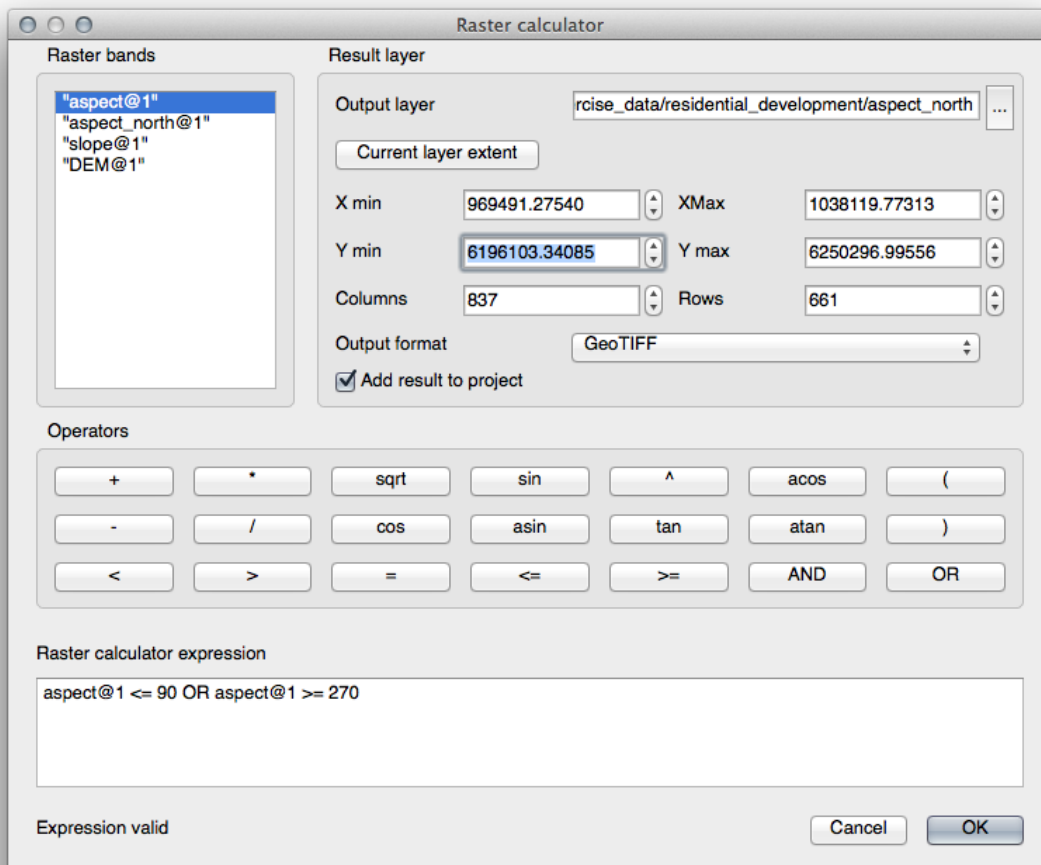 Raster calculator
Raster bands
Result layer
"aspect@1"
"aspect_north@1"
"slope@1"
"DEM@1"
Output layer rcise_data/residential_development/aspect_north ...
Current layer extent
X min 969491.27540 XMax 1038119.77313
Y min 6196103.34085 Y max 6250296.99556
Columns 837 Rows 661
Output format GeoTIFF
Add result to project
Operators
+ * sqrt sin ^ acos (
- / cos asin tan atan )
< > = <= >= AND OR
Raster calculator expression
aspect@1 <= 90 OR aspect@1 >= 270
Expression valid Cancel OK